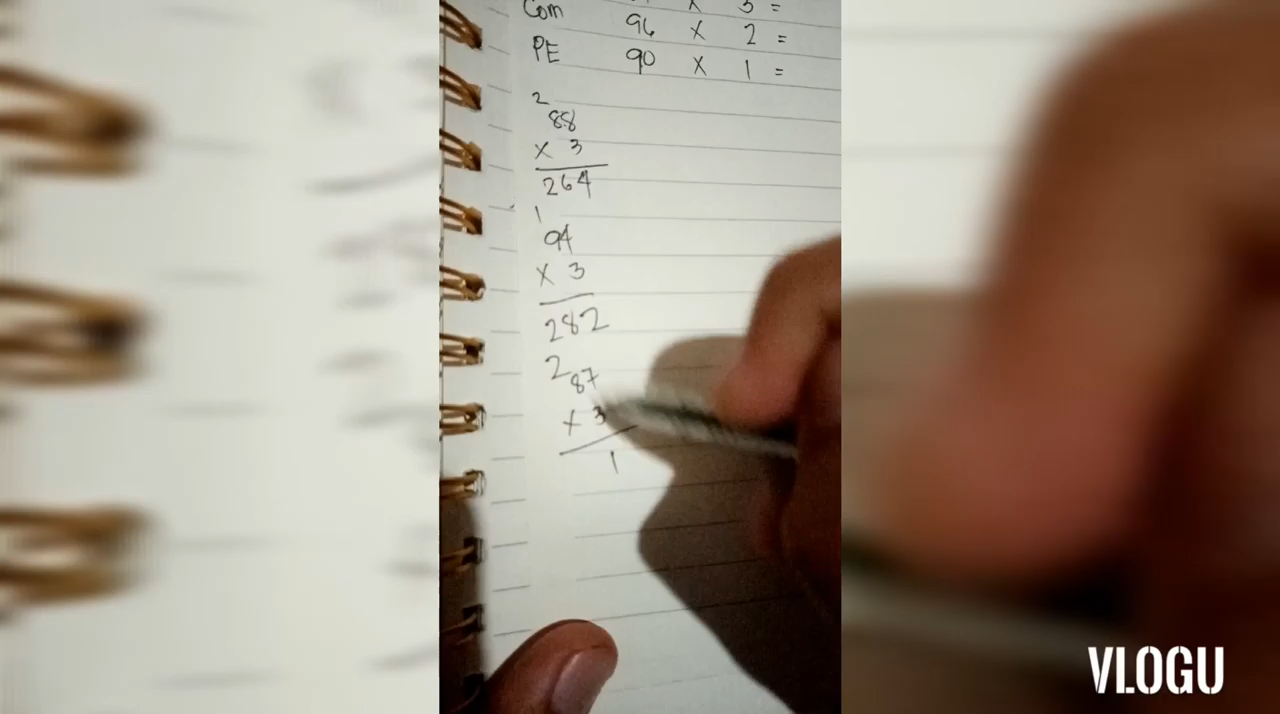 Com 96 X 2 =
PE 90 X 1 =
2
88
X 3
264
1
94
X 3
282
2
87
X 3
1
VLOGU